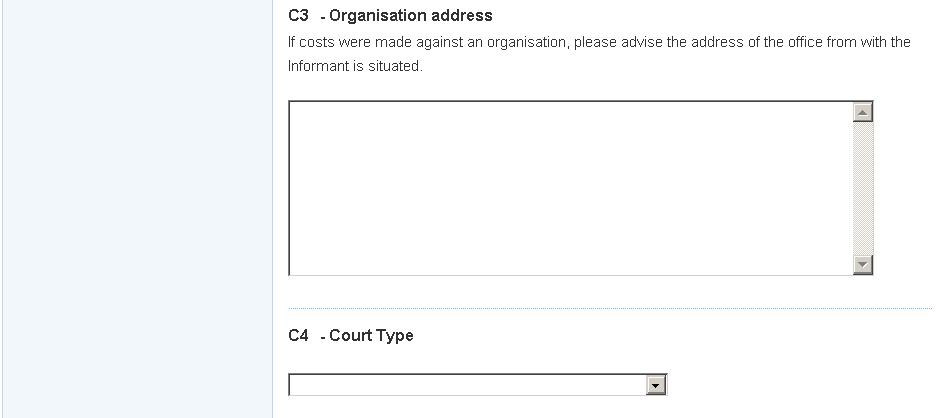 C3 - Organisation address
If costs were made against an organisation, please advise the address of the office from with the
Informant is situated.
C4 - Court Type